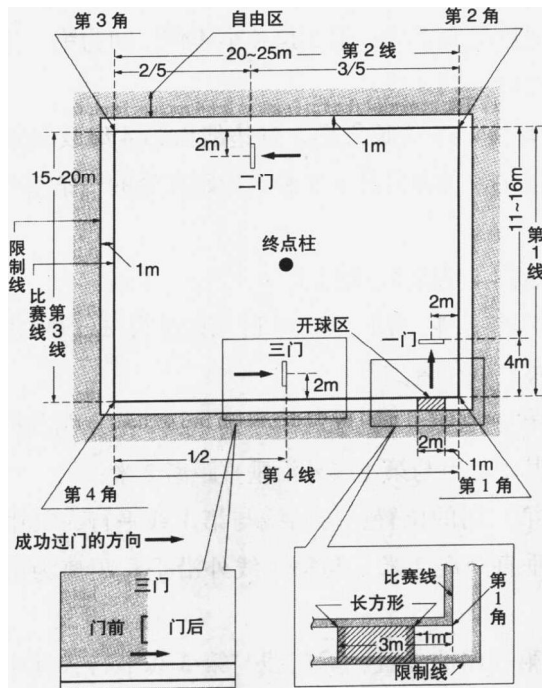 第3角
自由区
第2角
20~25m
第2线
2/5
3/5
1m
2m
二门
15~20m
11~16m
第1线
限制线
1m
比赛线
第3线
终点柱
2m
开球区
一门
三门
4m
2m
2m
1m
1/2
第4线
第4角
第1角
成功过门的方向
三门
门前
门后
比赛线
第1角
长方形
3m
1m
限制线